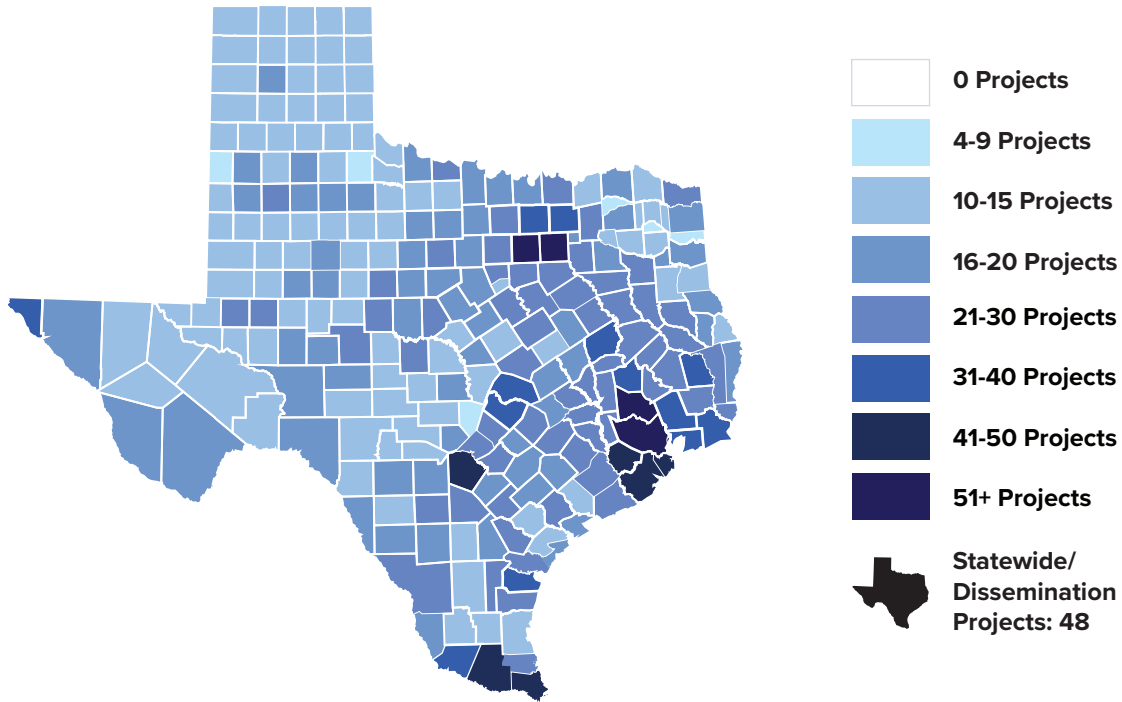 0 Projects
4-9 Projects
10-15 Projects
16-20 Projects
21-30 Projects
31-40 Projects
41-50 Projects
51+ Projects
Statewide/
Dissemination
Projects: 48